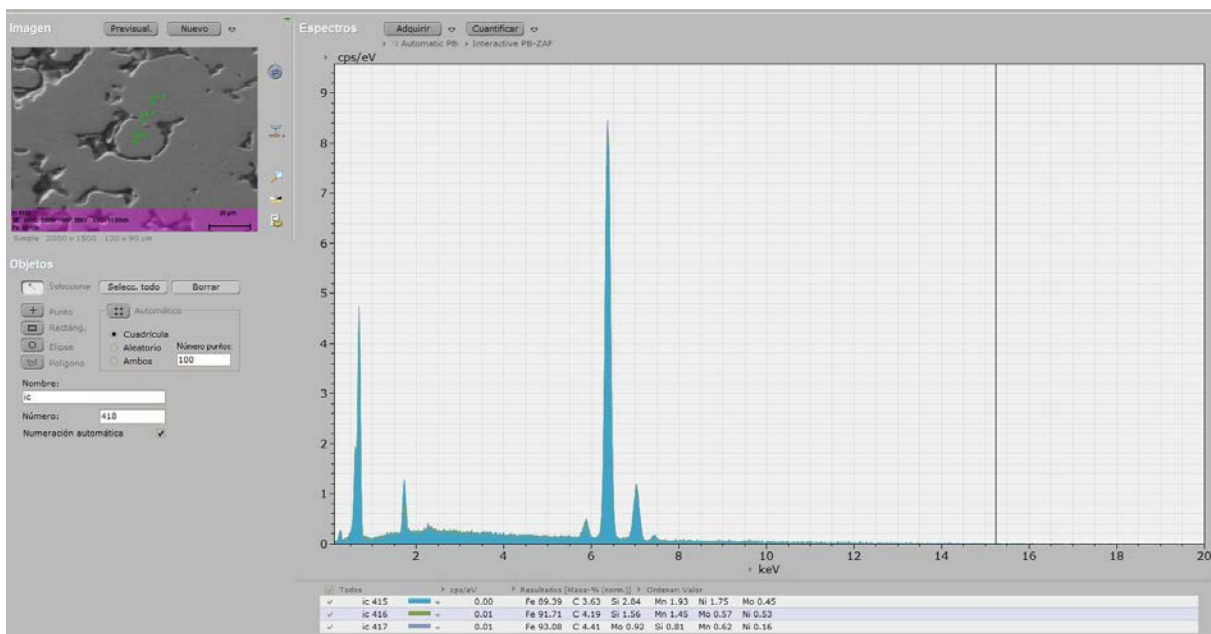 Imagen Previsual. Nuevo
Espectros Adquirir Cuantificar
Automatic PB- Interactive PB-ZAF
cps/eV
9
8
7
6
5
4
3
2
1
0
2 4 6 8 10 12 14 16 18 20
keV
20 µm
Simple 2000 x 1500 120 x 90 µm
Objetos
Seleccionar Selecc. todo Borrar
Punto Automático
Rectáng. Cuadrícula
Elipse Aleatorio Número puntos:
Polígono Ambos 100
Nombre:
ic
Número: 418
Numeración automática
Todos cps/eV Resultados [Masa-% (norm.)] Ordenar: Valor
ic 415 0.00 Fe 89.39 C 3.63 Si 2.84 Mn 1.93 Ni 1.75 Mo 0.45
ic 416 0.01 Fe 91.71 C 4.19 Si 1.56 Mn 1.45 Mo 0.57 Ni 0.53
ic 417 0.01 Fe 93.08 C 4.41 Mo 0.92 Si 0.81 Mn 0.62 Ni 0.16